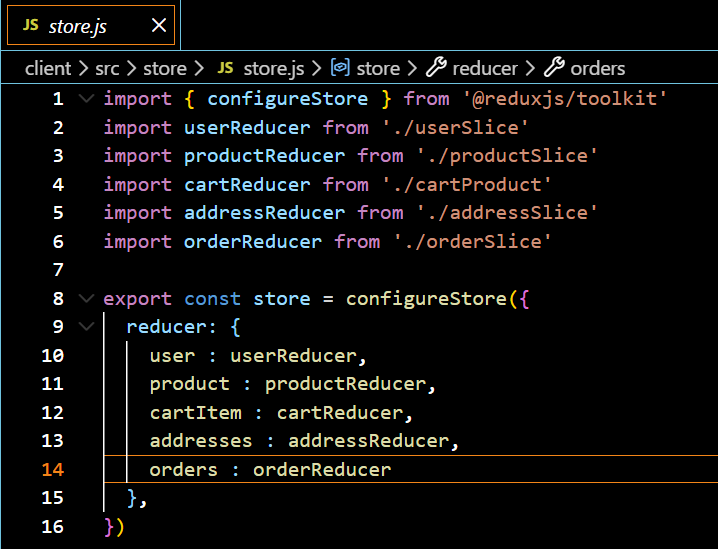 JS store.js ×
client > src > store > JS store.js > store > reducer > orders
1 import { configureStore } from '@reduxjs/toolkit'
2 import userReducer from './userSlice'
3 import productReducer from './productSlice'
4 import cartReducer from './cartProduct'
5 import addressReducer from './addressSlice'
6 import orderReducer from './orderSlice'
7
8 export const store = configureStore({
9   reducer: {
10     user : userReducer,
11     product : productReducer,
12     cartItem : cartReducer,
13     addresses : addressReducer,
14     orders : orderReducer
15   },
16 })